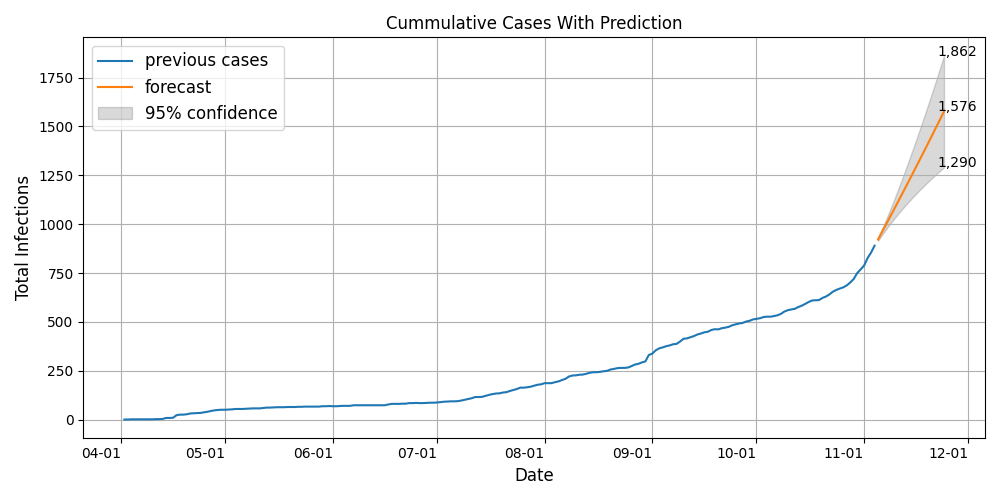 Cummulative Cases With Prediction
previous cases
forecast
95% confidence
1,862
1,576
1,290
1750
1500
1250
1000
750
500
250
0
Total Infections
04-01 05-01 06-01 07-01 08-01 09-01 10-01 11-01 12-01
Date